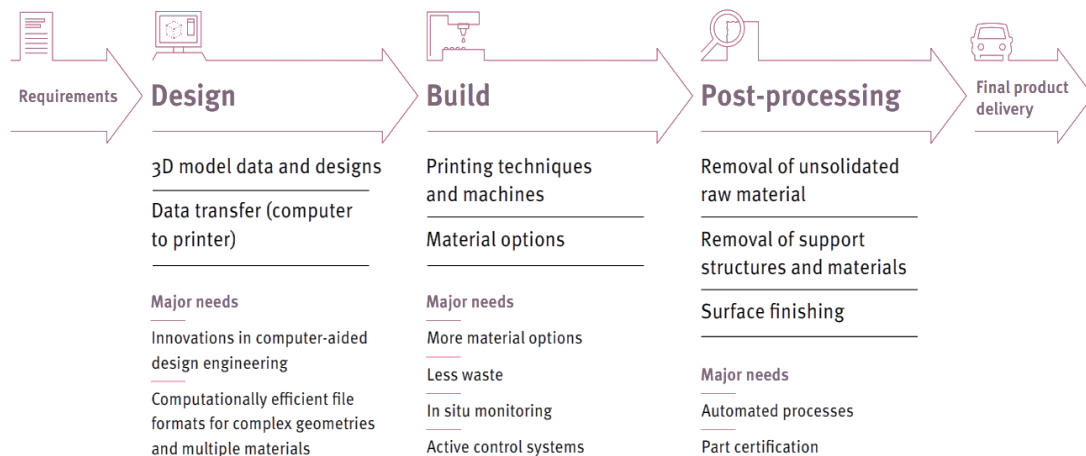 Requirements
Design
3D model data and designs
Data transfer (computer
to printer)
Major needs
Innovations in computer-aided
design engineering
Computationally efficient file
formats for complex geometries
and multiple materials
Build
Printing techniques
and machines
Material options
Major needs
More material options
Less waste
In situ monitoring
Active control systems
Post-processing
Removal of unsolidated
raw material
Removal of support
structures and materials
Surface finishing
Major needs
Automated processes
Part certification
Final product
delivery